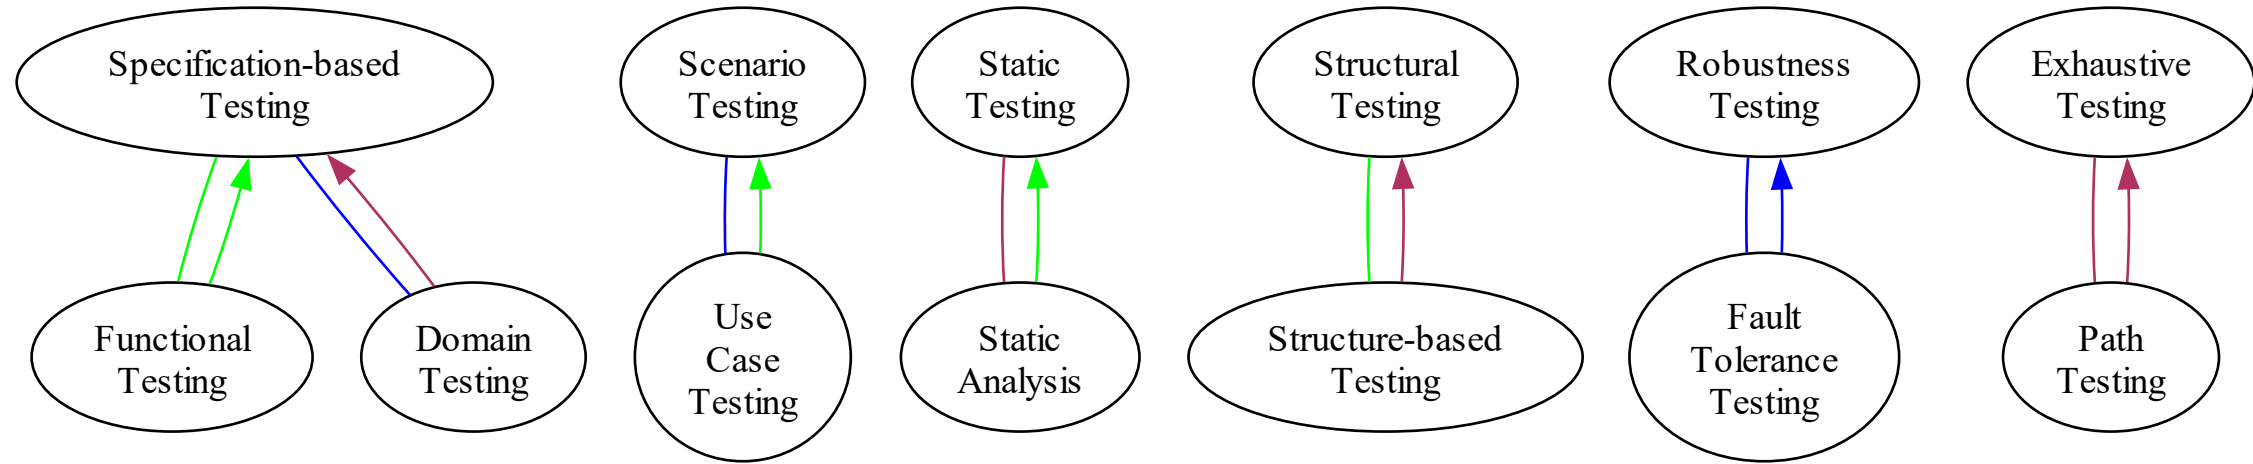 Specification-based
Testing
Scenario
Testing
Static
Testing
Structural
Testing
Robustness
Testing
Exhaustive
Testing
Functional
Testing
Domain
Testing
Use
Case
Testing
Static
Analysis
Structure-based
Testing
Fault
Tolerance
Testing
Path
Testing